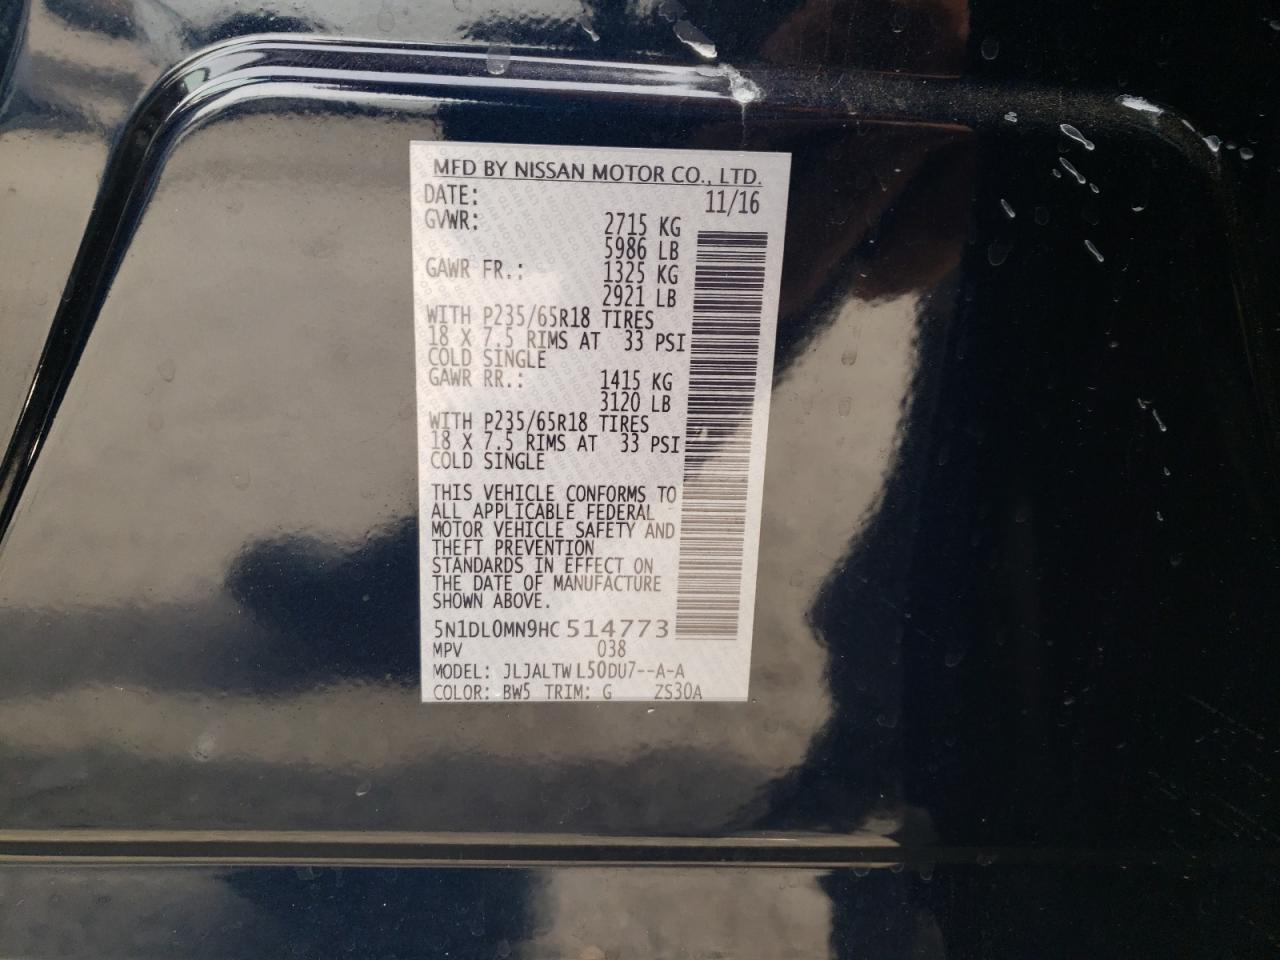 MFD BY NISSAN MOTOR CO., LTD.
DATE: 11/16
GVWR: 2715 KG
5986 LB
GAWR FR.: 1325 KG
2921 LB
WITH P235/65R18 TIRES
18 X 7.5 RIMS AT 33 PSI
COLD SINGLE
GAWR RR.: 1415 KG
3120 LB
WITH P235/65R18 TIRES
18 X 7.5 RIMS AT 33 PSI
COLD SINGLE
THIS VEHICLE CONFORMS TO
ALL APPLICABLE FEDERAL
MOTOR VEHICLE SAFETY AND
THEFT PREVENTION
STANDARDS IN EFFECT ON
THE DATE OF MANUFACTURE
SHOWN ABOVE.
5N1DL0MN9HC514773
MPV 038
MODEL: JLJALTWL50DU7--A-A
COLOR: BW5 TRIM: G ZS30A